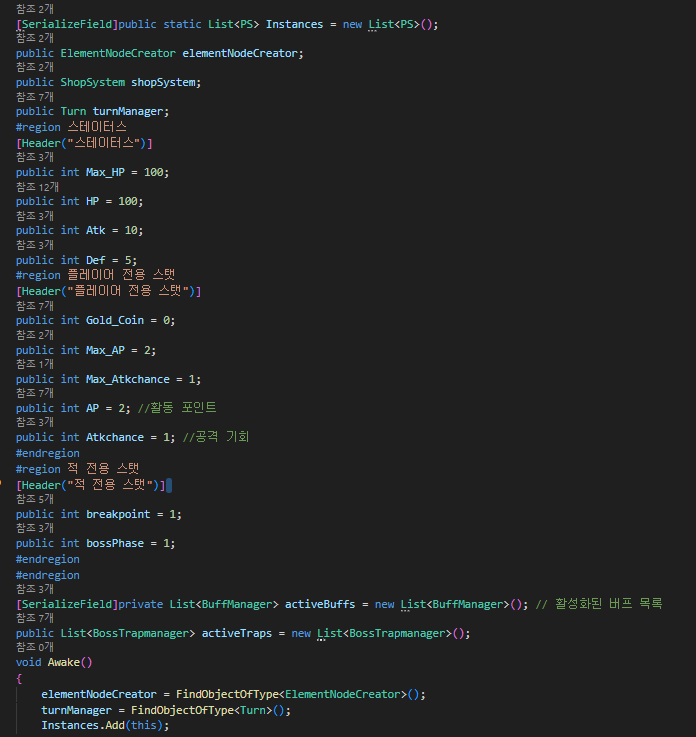 참조 2개
[SerializeField]public static List<PS> Instances = new List<PS>();
참조 2개
public ElementNodeCreator elementNodeCreator;
참조 2개
public ShopSystem shopSystem;
참조 7개
public Turn turnManager;
#region 스테이터스
[Header("스테이터스")]
참조 3개
public int Max_HP = 100;
참조 12개
public int HP = 100;
참조 3개
public int Atk = 10;
참조 3개
public int Def = 5;
#region 플레이어 전용 스탯
[Header("플레이어 전용 스탯")]
참조 7개
public int Gold_Coin = 0;
참조 2개
public int Max_AP = 2;
참조 1개
public int Max_Atkchance = 1;
참조 7개
public int AP = 2; //활동 포인트
참조 3개
public int Atkchance = 1; //공격 기회
#endregion
#region 적 전용 스탯
[Header("적 전용 스탯")]
참조 5개
public int breakpoint = 1;
참조 3개
public int bossPhase = 1;
#endregion
#endregion
참조 3개
[SerializeField]private List<BuffManager> activeBuffs = new List<BuffManager>(); // 활성화된 버프 목록
참조 7개
public List<BossTrapmanager> activeTraps = new List<BossTrapmanager>();
참조 0개
void Awake()
{
elementNodeCreator = FindObjectOfType<ElementNodeCreator>();
turnManager = FindObjectOfType<Turn>();
Instances.Add(this);